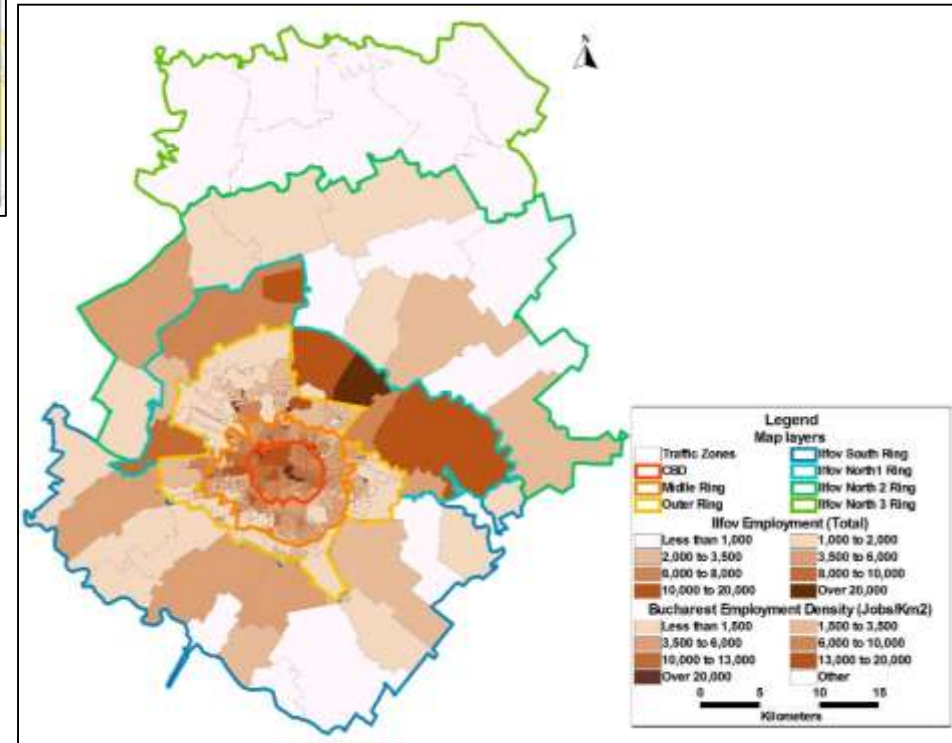 N
Legend
Map layers
Traffic Zones Ilfov South Ring
CBD Ilfov North1 Ring
Middle Ring Ilfov North 2 Ring
Outer Ring Ilfov North 3 Ring
Ilfov Employment (Total)
Less than 1,000 1,000 to 2,000
2,000 to 3,500 3,500 to 6,000
6,000 to 8,000 8,000 to 10,000
10,000 to 20,000 Over 20,000
Bucharest Employment Density (Jobs/Km2)
Less than 1,500 1,500 to 3,500
3,500 to 6,000 6,000 to 10,000
10,000 to 13,000 13,000 to 20,000
Over 20,000 Other
0 5 10 15
Kilometers